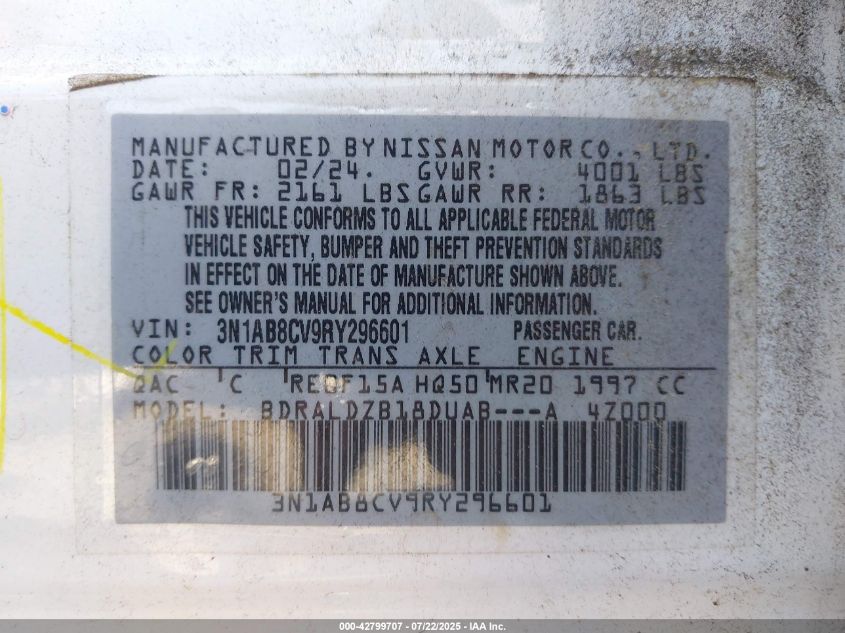 MANUFACTURED BY NISSAN MOTOR CO., LTD.
DATE: 02/24. GVWR: 4001 LBS
GAWR FR: 2161 LBS GAWR RR: 1863 LBS
THIS VEHICLE CONFORMS TO ALL APPLICABLE FEDERAL MOTOR
VEHICLE SAFETY, BUMPER AND THEFT PREVENTION STANDARDS
IN EFFECT ON THE DATE OF MANUFACTURE SHOWN ABOVE.
SEE OWNER'S MANUAL FOR ADDITIONAL INFORMATION.
VIN: 3N1AB8CV9RY296601 PASSENGER CAR.
COLOR TRIM TRANS AXLE ENGINE
QAC C RE0F15A HQ50 MR20 1997 CC
MODEL: BDRALDZB18DUAB---A 4Z000
3N1AB8CV9RY296601
000-42799707 - 07/22/2025 - IAA Inc.